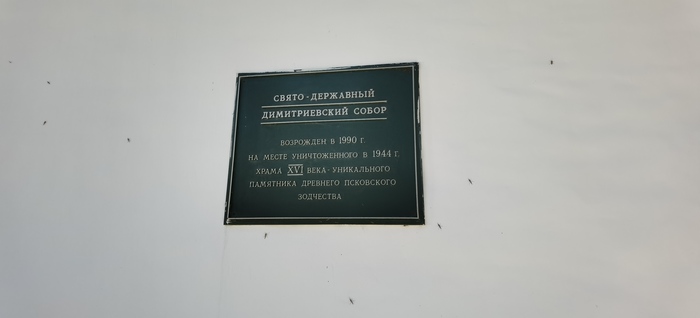 СВЯТО-ДЕРЖАВНЫЙ
ДИМИТРИЕВСКИЙ СОБОР
ВОЗРОЖДЕН В 1990 Г.
НА МЕСТЕ УНИЧТОЖЕННОГО В 1944 Г.
ХРАМА XVI ВЕКА-УНИКАЛЬНОГО
ПАМЯТНИКА ДРЕВНЕГО ПСКОВСКОГО
ЗОДЧЕСТВА